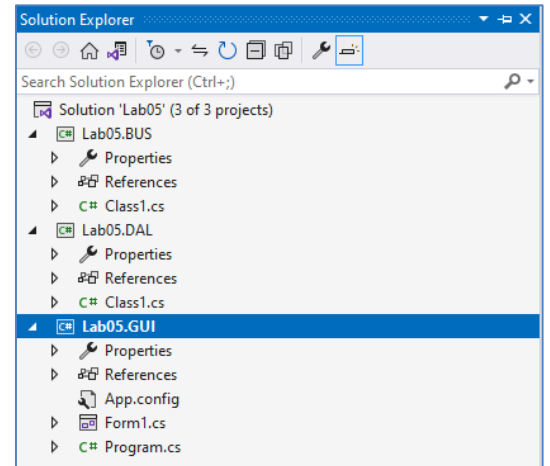 Solution Explorer
Search Solution Explorer (Ctrl+;)
Solution 'Lab05' (3 of 3 projects)
C# Lab05.BUS
Properties
References
C# Class1.cs
C# Lab05.DAL
Properties
References
C# Class1.cs
C# Lab05.GUI
Properties
References
App.config
Form1.cs
C# Program.cs